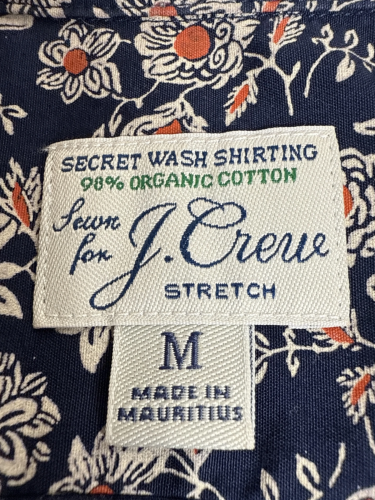 SECRET WASH SHIRTING
98% ORGANIC COTTON
Sewn
for J.Crew
STRETCH
M
MADE IN
MAURITIUS